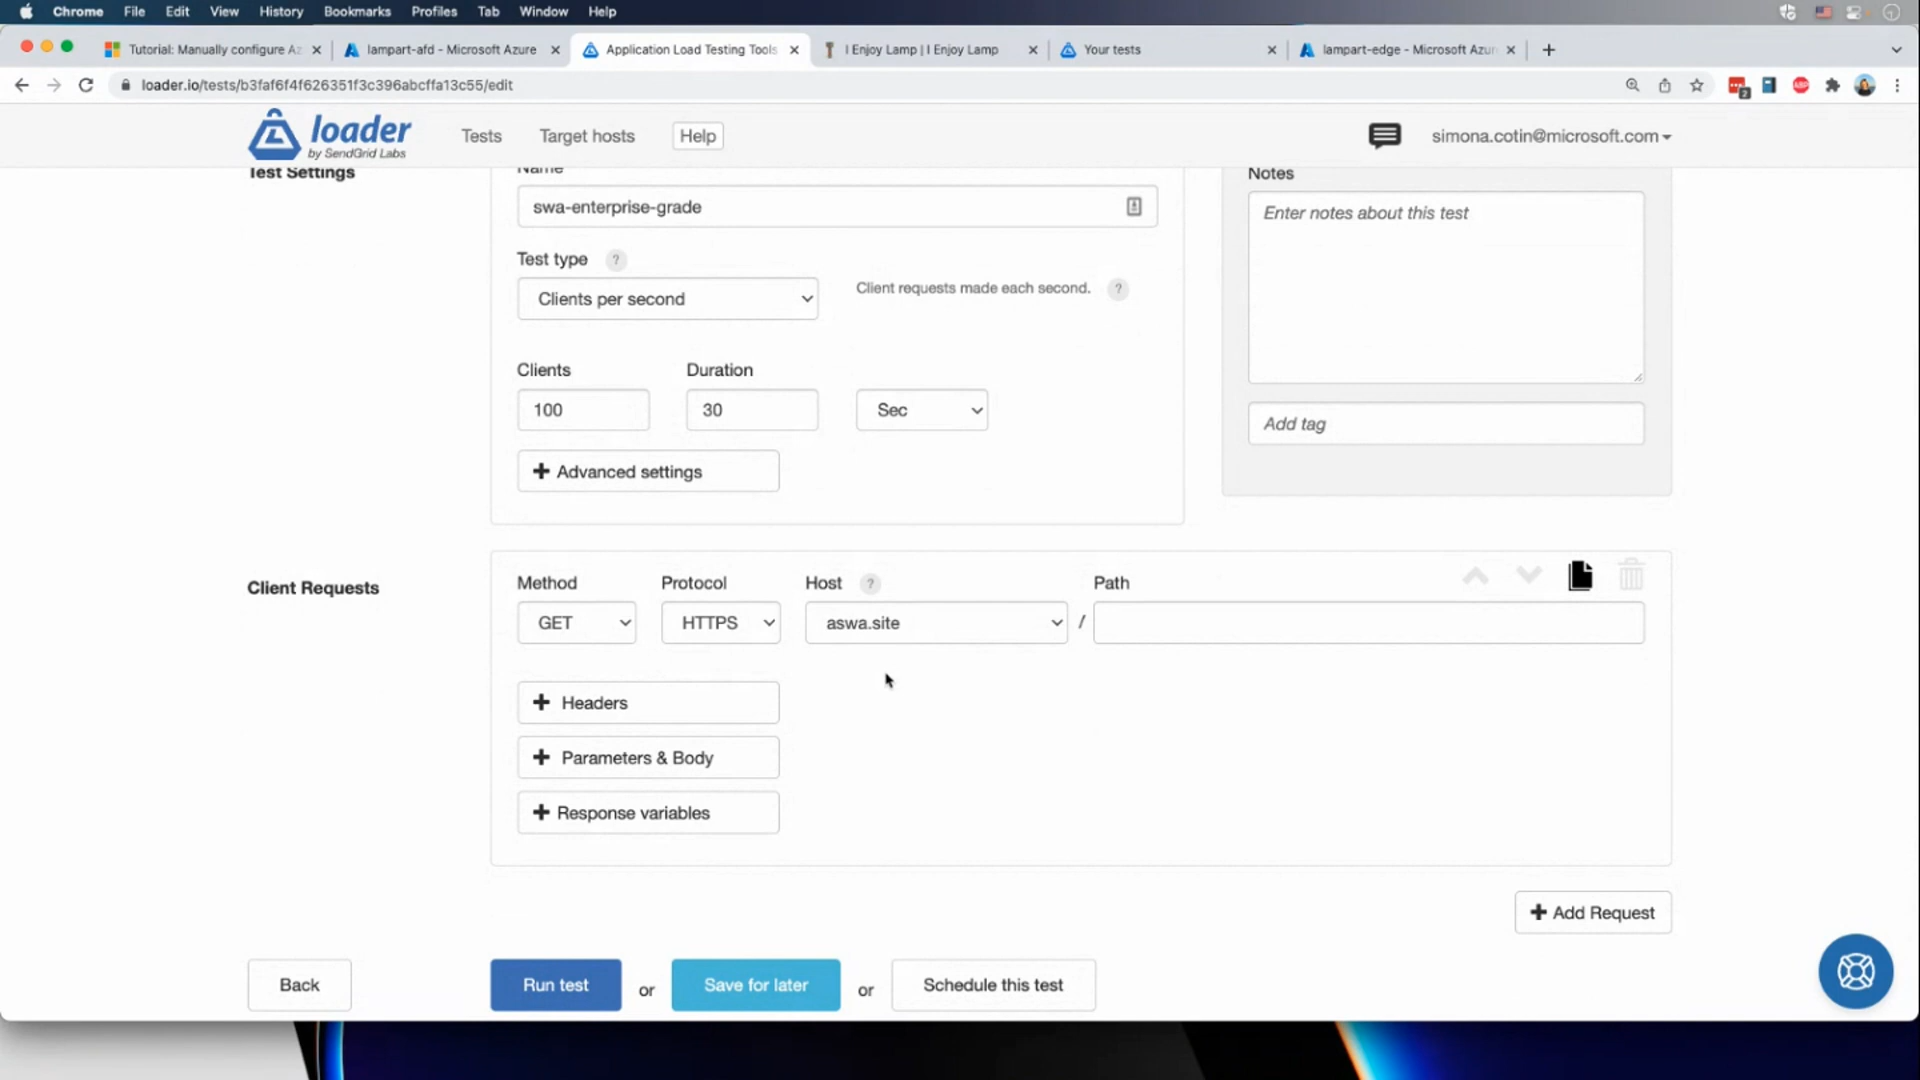 Chrome File Edit View History Bookmarks Profiles Tab Window Help
Tutorial: Manually configure Az
lampart-afd - Microsoft Azure
Application Load Testing Tools
I Enjoy Lamp | I Enjoy Lamp
Your tests
lampart-edge - Microsoft Azur
loader.io/tests/b3faf6f4f626351f3c396abcffa13c55/edit
ABP
2
loader
by SendGrid Labs
Tests
Target hosts
Help
simona.cotin@microsoft.com
Test Settings
Name
swa-enterprise-grade
Notes
Enter notes about this test
Test type ?
Clients per second
Client requests made each second. ?
Clients
Duration
100
30
Sec
Add tag
+ Advanced settings
Client Requests
Method
Protocol
Host ?
Path
GET
HTTPS
aswa.site
/
+ Headers
+ Parameters & Body
+ Response variables
+ Add Request
Back
Run test
or
Save for later
or
Schedule this test